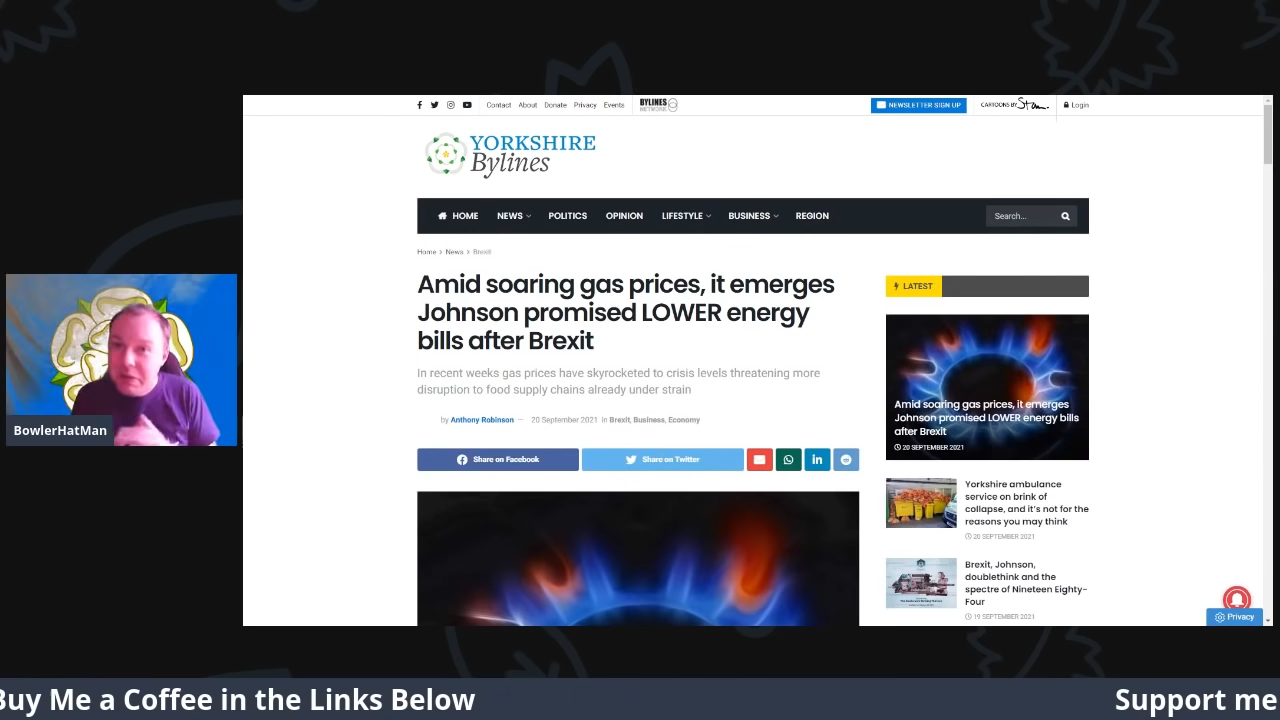 Contact About Donate Privacy Events
BYLINES
NETWORK
NEWSLETTER SIGN UP
CARTOONS BY Stan
Login
YORKSHIRE
Bylines
HOME NEWS POLITICS OPINION LIFESTYLE BUSINESS REGION
Search...
Home > News > Brexit
Amid soaring gas prices, it emerges
Johnson promised LOWER energy
bills after Brexit
In recent weeks gas prices have skyrocketed to crisis levels threatening more
disruption to food supply chains already under strain
by Anthony Robinson — 20 September 2021 in Brexit, Business, Economy
Share on Facebook
Share on Twitter
LATEST
Amid soaring gas prices, it emerges
Johnson promised LOWER energy bills
after Brexit
20 SEPTEMBER 2021
Yorkshire ambulance
service on brink of
collapse, and it's not for the
reasons you may think
20 SEPTEMBER 2021
Brexit, Johnson,
doublethink and the
spectre of Nineteen Eighty-
Four
19 SEPTEMBER 2021
Privacy
BowlerHatMan
Buy Me a Coffee in the Links Below
Support me